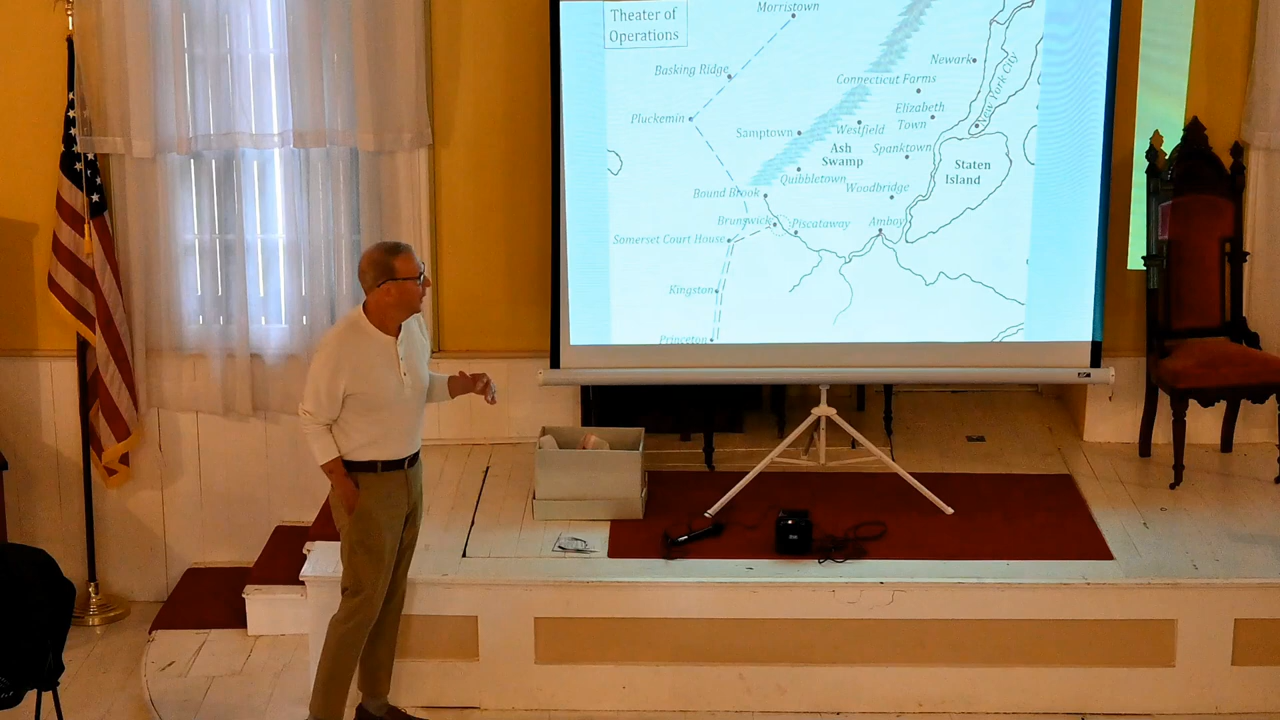 Theater of
Operations
Morristown
Basking Ridge
Newark
Connecticut Farms
New York City
Pluckemin
Elizabeth
Town
Samptown
Westfield
Ash
Swamp
Spanktown
Staten
Island
Quibbletown
Bound Brook
Woodbridge
Brunswick
Piscataway
Amboy
Somerset Court House
Kingston
Princeton